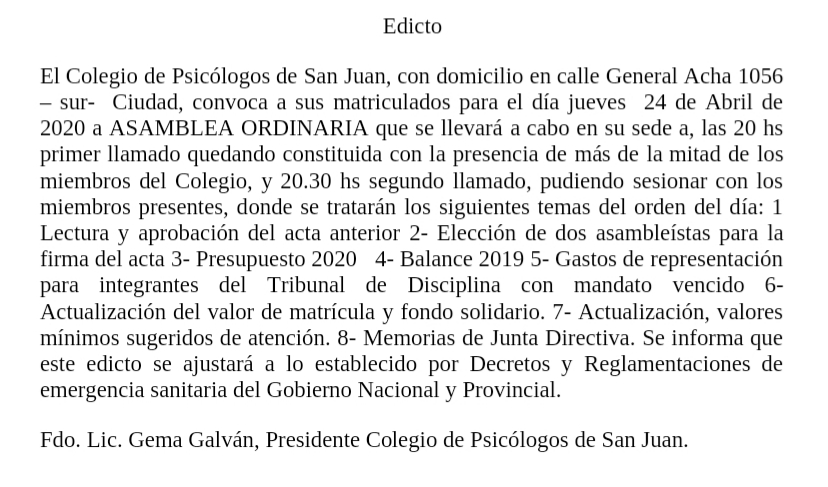 Edicto
El Colegio de Psicólogos de San Juan, con domicilio en calle General Acha 1056
– sur-  Ciudad, convoca a sus matriculados para el día jueves  24 de Abril de
2020 a ASAMBLEA ORDINARIA que se llevará a cabo en su sede a, las 20 hs
primer llamado quedando constituida con la presencia de más de la mitad de los
miembros del Colegio, y 20.30 hs segundo llamado, pudiendo sesionar con los
miembros presentes, donde se tratarán los siguientes temas del orden del día: 1
Lectura y aprobación del acta anterior 2- Elección de dos asambleístas para la
firma del acta 3- Presupuesto 2020  4- Balance 2019 5- Gastos de representación
para integrantes del Tribunal de Disciplina con mandato vencido 6-
Actualización del valor de matrícula y fondo solidario. 7- Actualización, valores
mínimos sugeridos de atención. 8- Memorias de Junta Directiva. Se informa que
este edicto se ajustará a lo establecido por Decretos y Reglamentaciones de
emergencia sanitaria del Gobierno Nacional y Provincial.
Fdo. Lic. Gema Galván, Presidente Colegio de Psicólogos de San Juan.